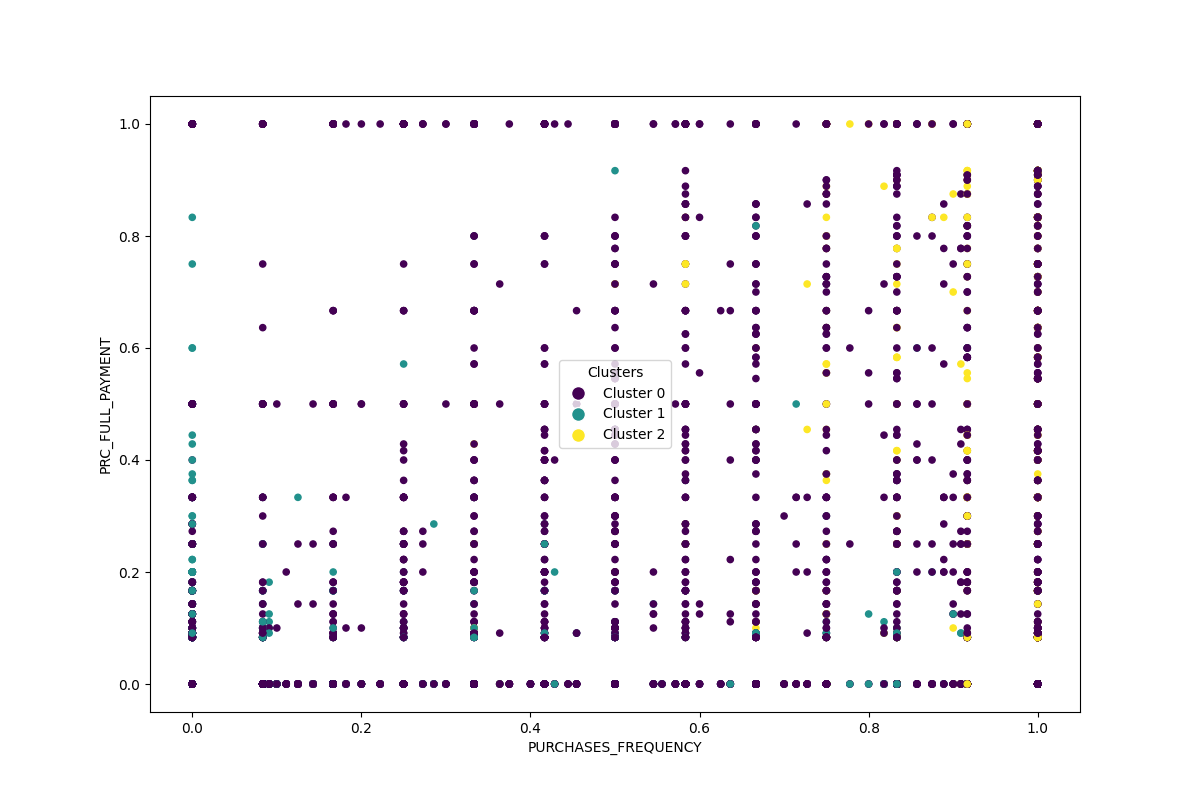 1.0
0.8
0.6
0.4
0.2
0.0
PRC_FULL_PAYMENT
Clusters
Cluster 0
Cluster 1
Cluster 2
0.0 0.2 0.4 0.6 0.8 1.0
PURCHASES_FREQUENCY